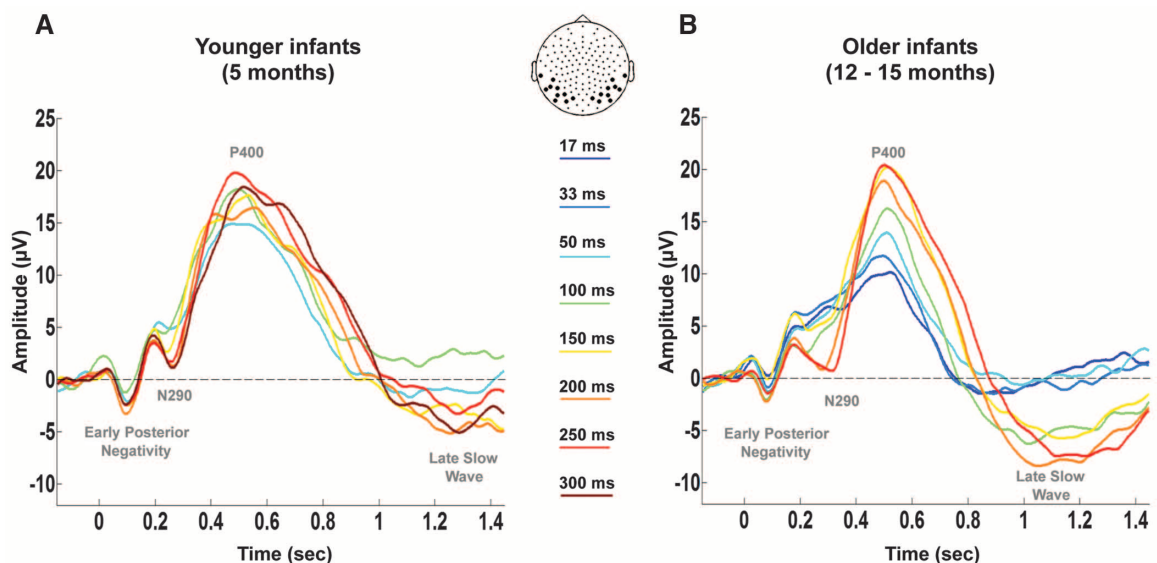 A
Younger infants
(5 months)
25
20
15
10
5
0
-5
-10
Amplitude (µV)
P400
N290
Early Posterior
Negativity
Late Slow
Wave
0
0.2
0.4
0.6
0.8
1
1.2
1.4
Time (sec)
17 ms
33 ms
50 ms
100 ms
150 ms
200 ms
250 ms
300 ms
B
Older infants
(12 - 15 months)
25
20
15
10
5
0
-5
-10
Amplitude (µV)
P400
N290
Early Posterior
Negativity
Late Slow
Wave
0
0.2
0.4
0.6
0.8
1
1.2
1.4
Time (sec)